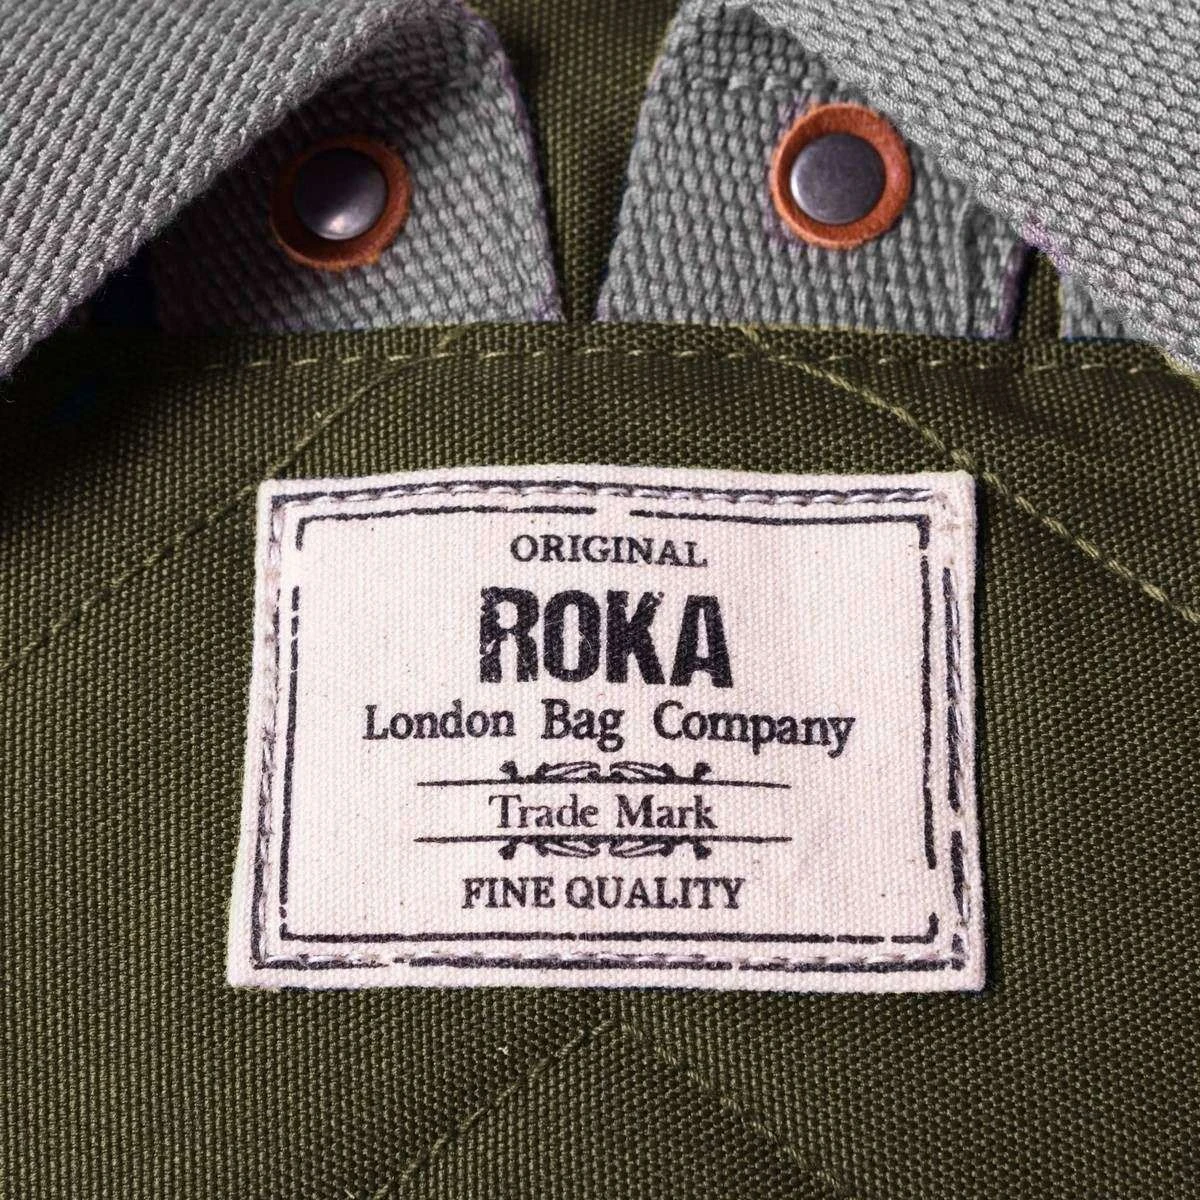 ORIGINAL
ROKA
London Bag Company
Trade Mark
FINE QUALITY